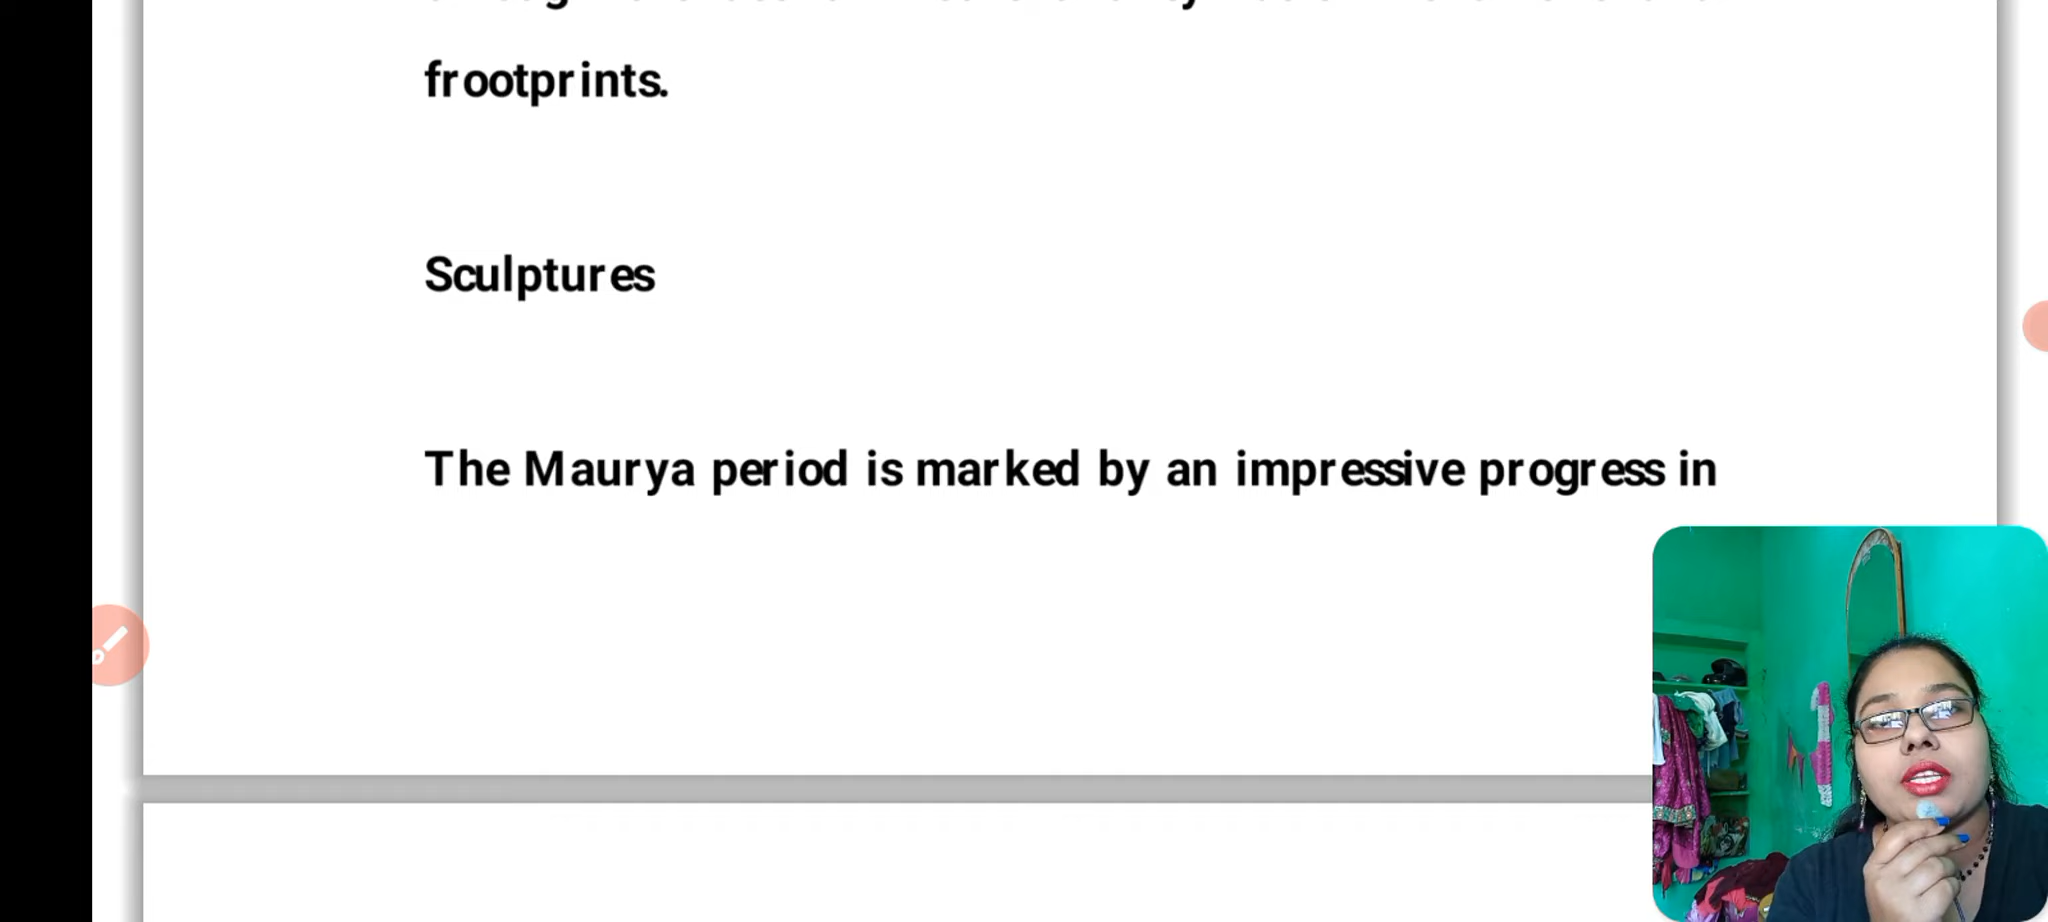 frootprints.
Sculptures
The Maurya period is marked by an impressive progress in